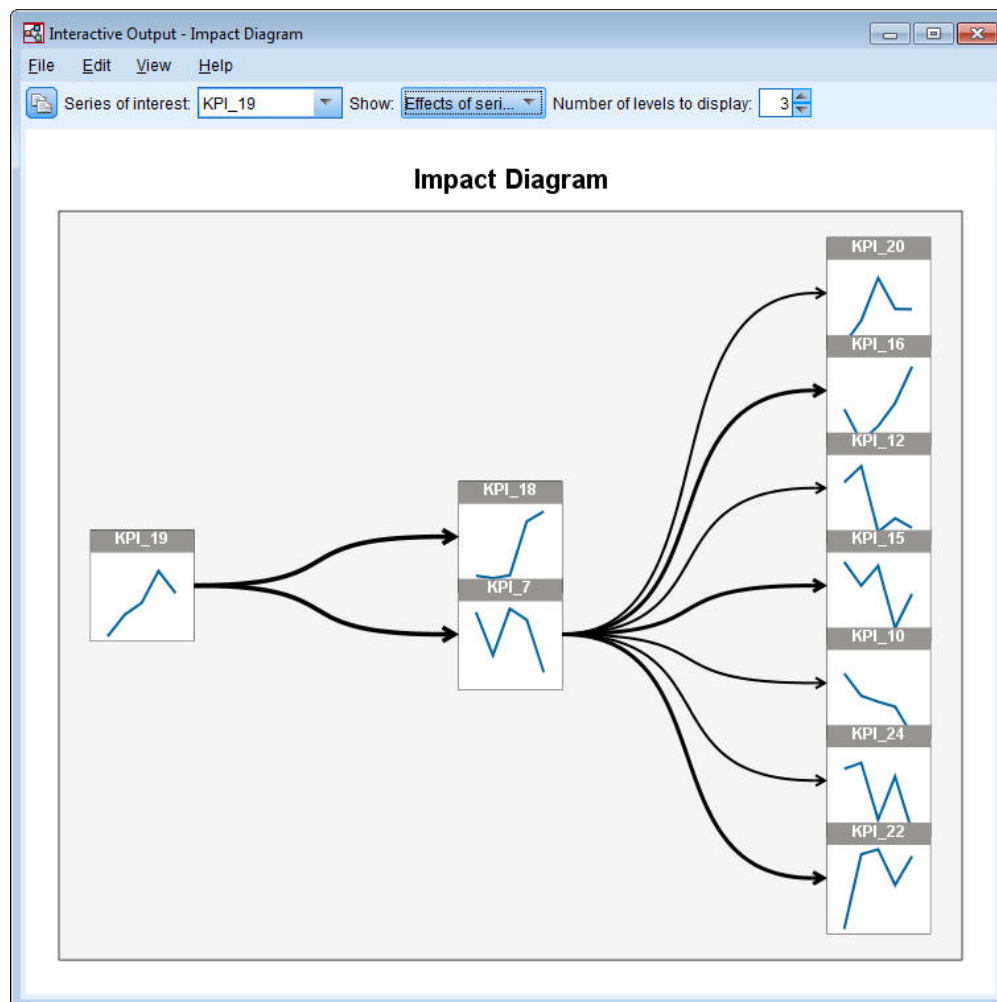 Interactive Output - Impact Diagram
File Edit View Help
Series of interest: KPI_19 Show: Effects of seri... Number of levels to display: 3
Impact Diagram
KPI_20
KPI_16
KPI_12
KPI_18
KPI_19
KPI_15
KPI_7
KPI_10
KPI_24
KPI_22